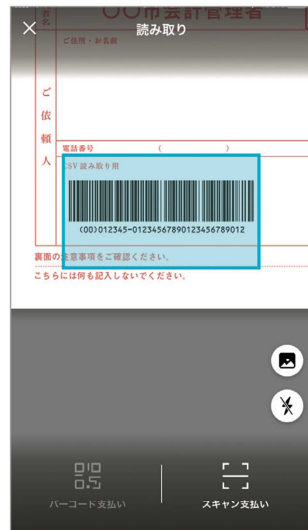 〇〇市会計管理者
読み取り
ご住所・お名前
ご依頼人
電話番号 ( )
CSV読み取り用
(00)012345-01234567890123456789012
裏面の注意事項をご確認ください。
こちらには何も記入しないでください。
バーコード支払い
スキャン支払い